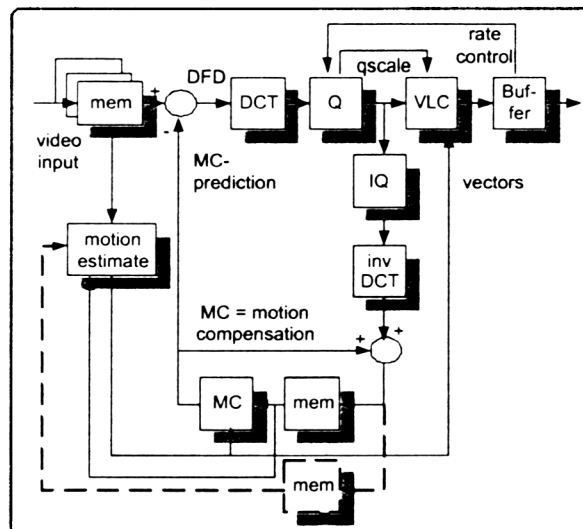 rate
control
DFD
qscale
mem
+
-
DCT
Q
VLC
Buf-
fer
video
input
MC-
prediction
IQ
vectors
motion
estimate
inv
DCT
MC = motion
compensation
+
+
MC
mem
mem